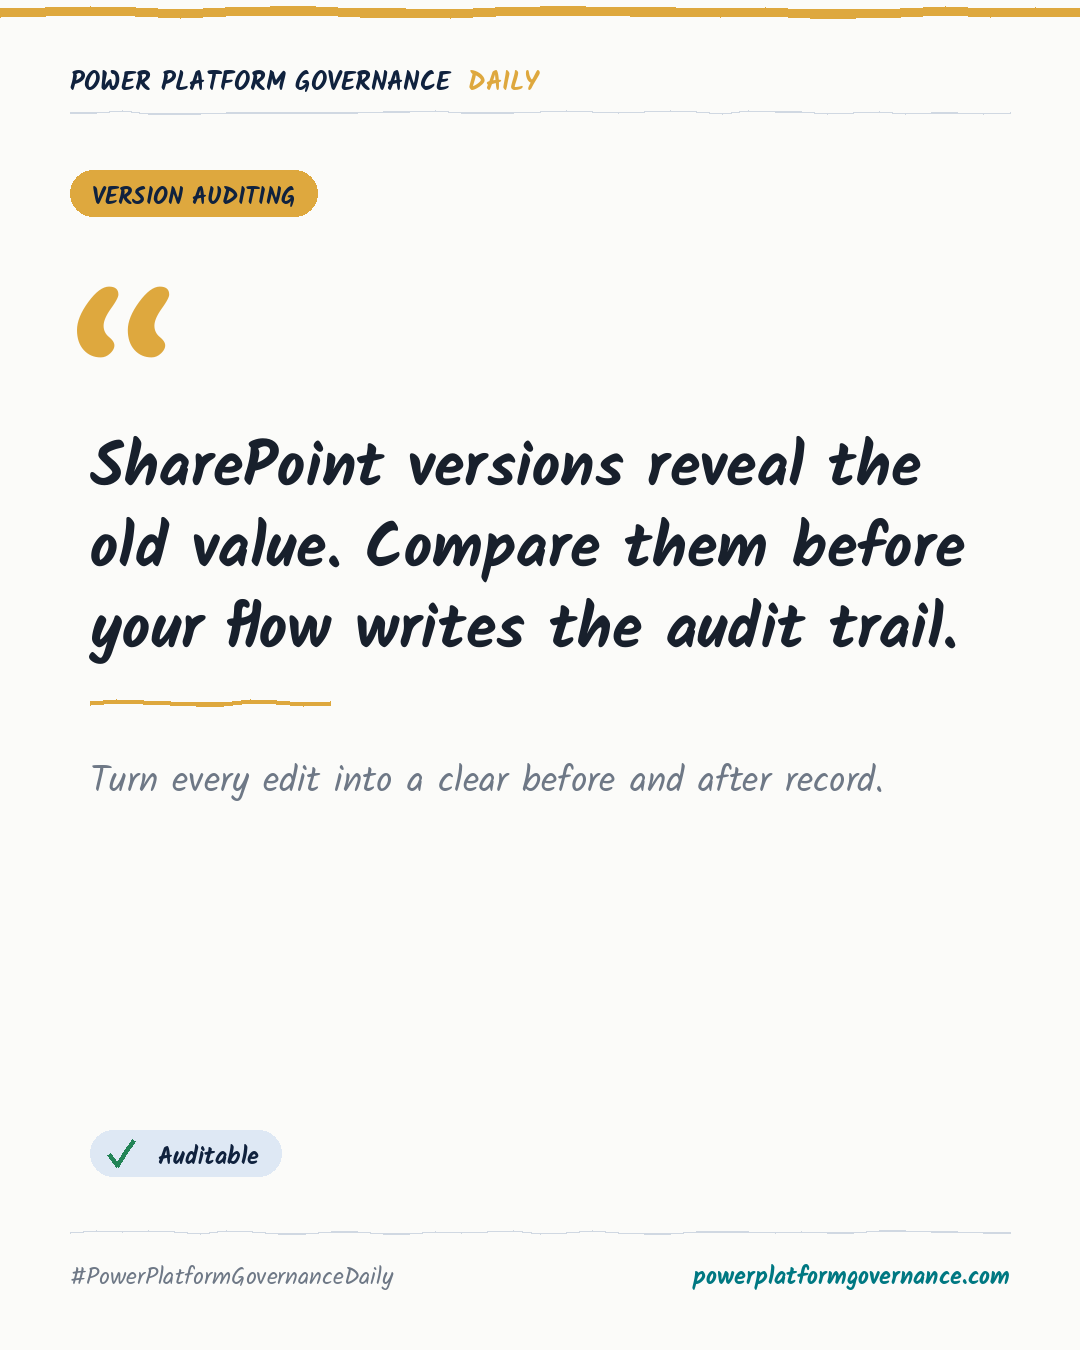 POWER PLATFORM GOVERNANCE DAILY
VERSION AUDITING
“
SharePoint versions reveal the
old value. Compare them before
your flow writes the audit trail.
Turn every edit into a clear before and after record.
Auditable
#PowerPlatformGovernanceDaily
powerplatformgovernance.com